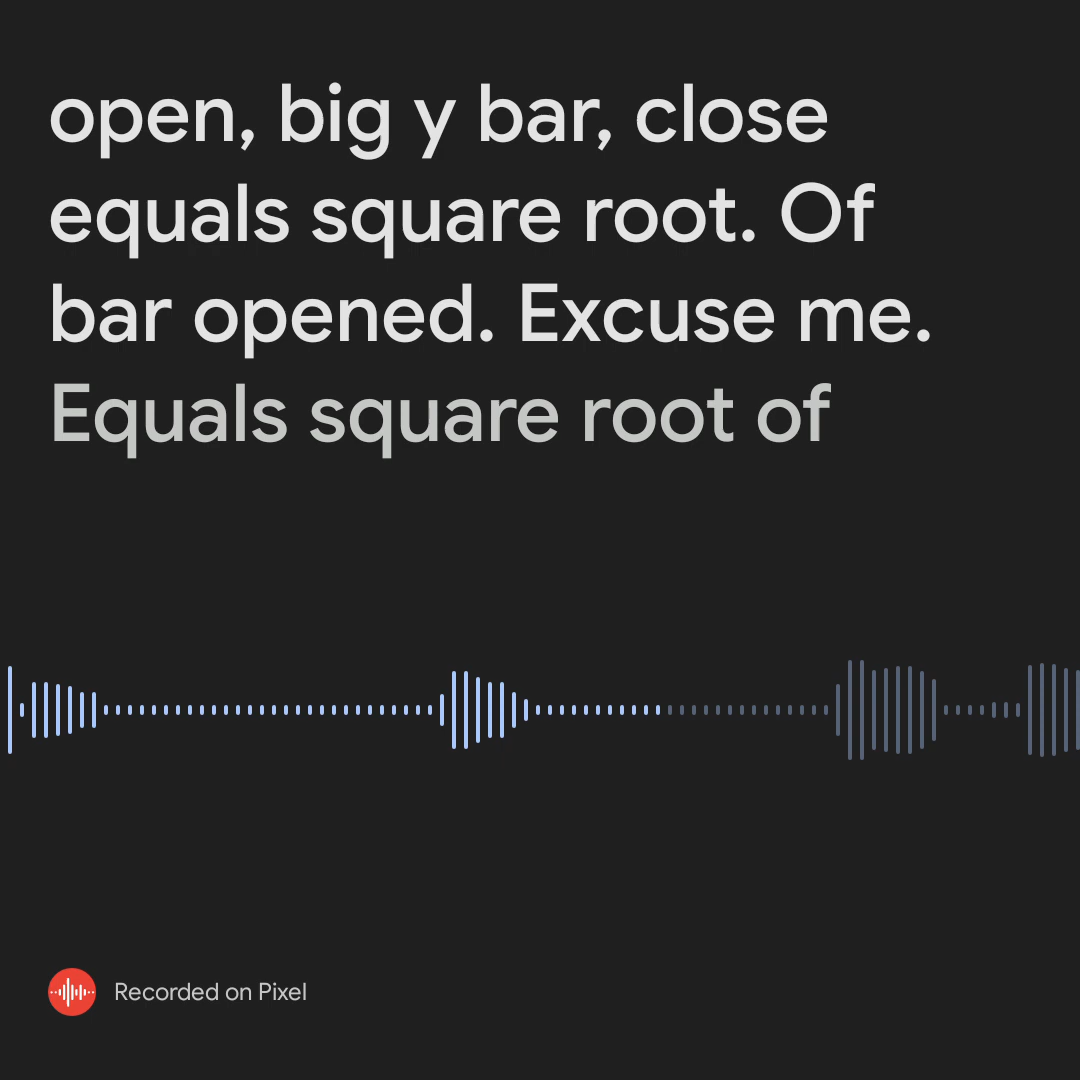 open, big y bar, close
equals square root. Of
bar opened. Excuse me.
Equals square root of
Recorded on Pixel